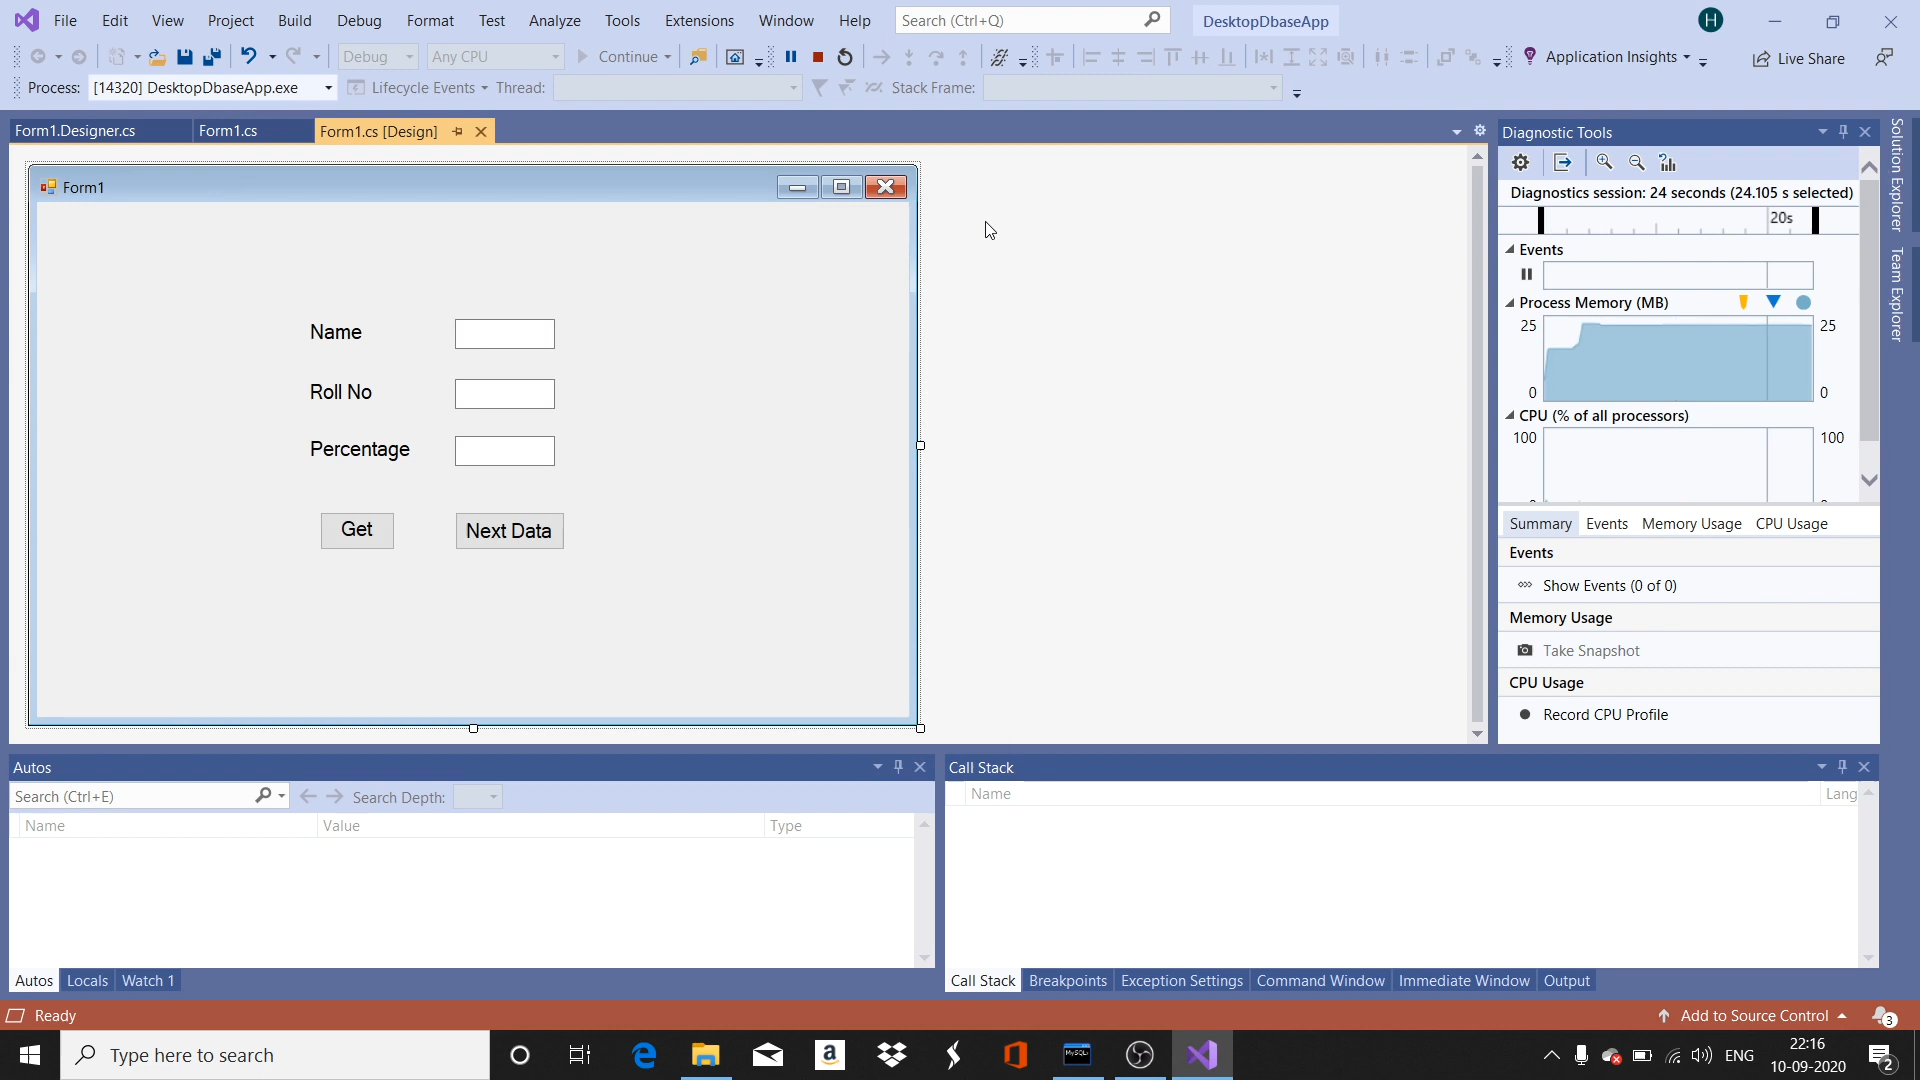 File Edit View Project Build Debug Format Test Analyze Tools Extensions Window Help Search (Ctrl+Q) DesktopDbaseApp H
Debug Any CPU Continue Application Insights Live Share
Process: [14320] DesktopDbaseApp.exe Lifecycle Events Thread: Stack Frame:
Form1.Designer.cs Form1.cs Form1.cs [Design]
Form1
Name
Roll No
Percentage
Get Next Data
Diagnostic Tools
Diagnostics session: 24 seconds (24.105 s selected)
20s
Events
Process Memory (MB)
25 25
0 0
CPU (% of all processors)
100 100
Summary Events Memory Usage CPU Usage
Events
Show Events (0 of 0)
Memory Usage
Take Snapshot
CPU Usage
Record CPU Profile
Solution Explorer
Team Explorer
Autos
Search (Ctrl+E) Search Depth:
Name Value Type
Autos Locals Watch 1
Call Stack
Name Lang
Call Stack Breakpoints Exception Settings Command Window Immediate Window Output
Ready Add to Source Control 3
Type here to search a MySQL ENG 22:16
10-09-2020 2